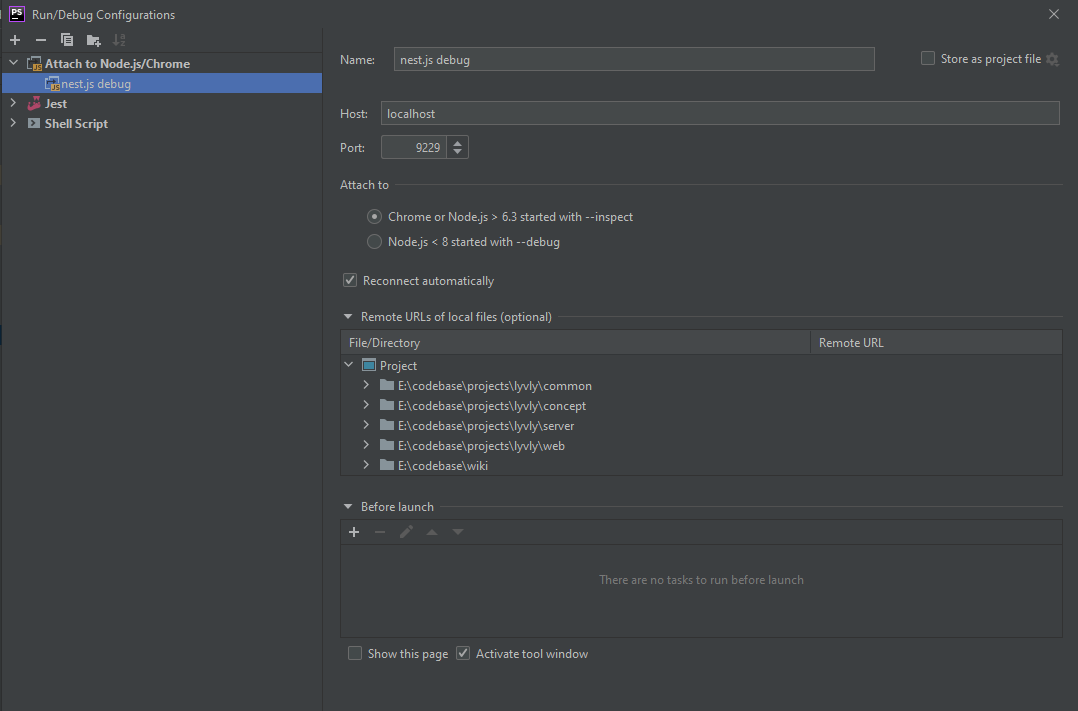 PS Run/Debug Configurations
Attach to Node.js/Chrome
nest.js debug
Jest
Shell Script
Name: nest.js debug
Store as project file
Host: localhost
Port: 9229
Attach to
Chrome or Node.js > 6.3 started with --inspect
Node.js < 8 started with --debug
Reconnect automatically
Remote URLs of local files (optional)
File/Directory Remote URL
Project
E:\codebase\projects\lyvly\common
E:\codebase\projects\lyvly\concept
E:\codebase\projects\lyvly\server
E:\codebase\projects\lyvly\web
E:\codebase\wiki
Before launch
There are no tasks to run before launch
Show this page Activate tool window